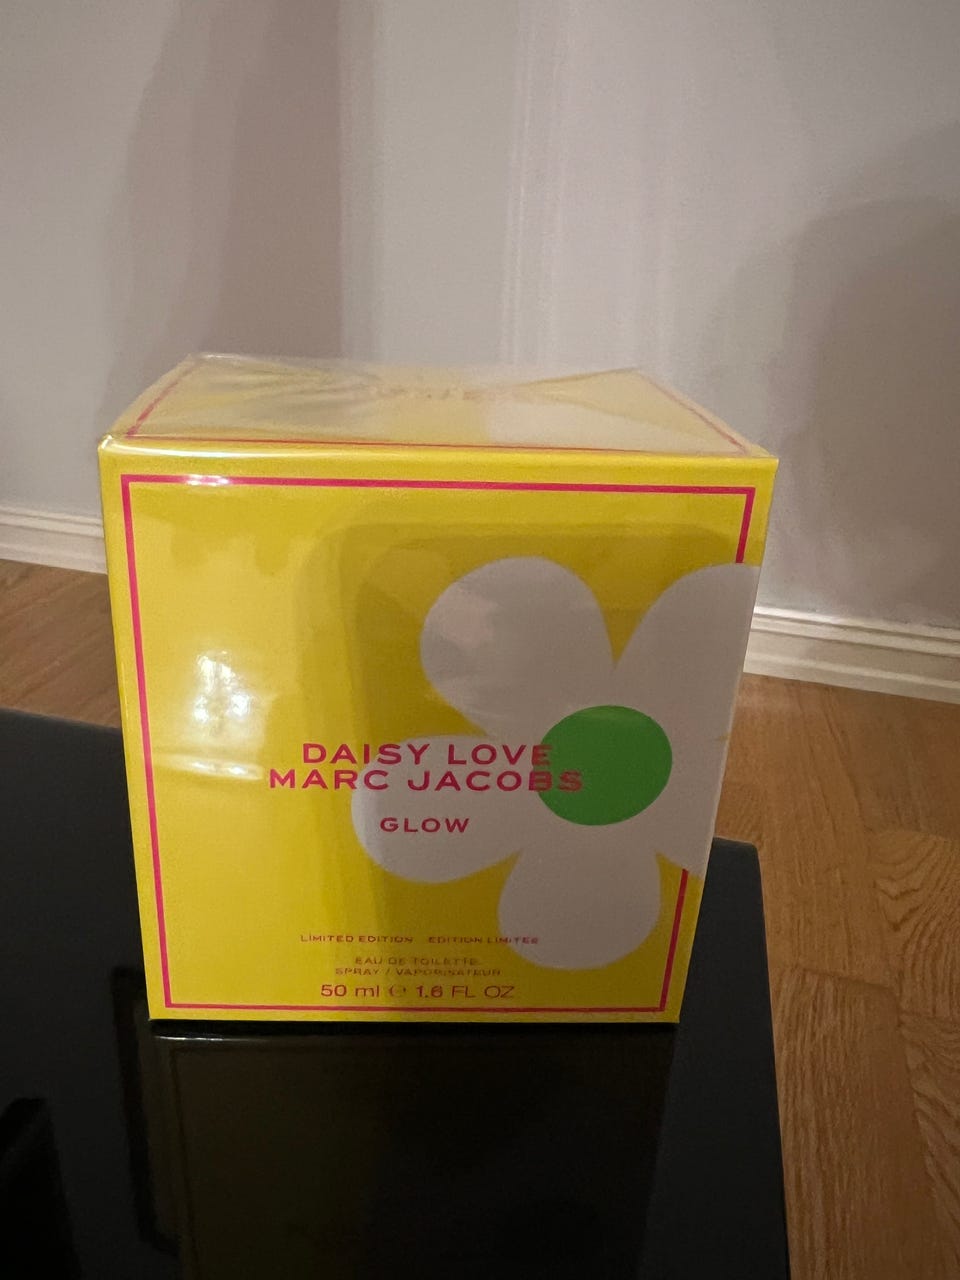 DAISY LOVE
MARC JACOBS
GLOW
LIMITED EDITION EDITION LIMITEE
EAU DE TOILETTE
SPRAY / VAPORISATEUR
50 ml ℮ 1.6 FL OZ